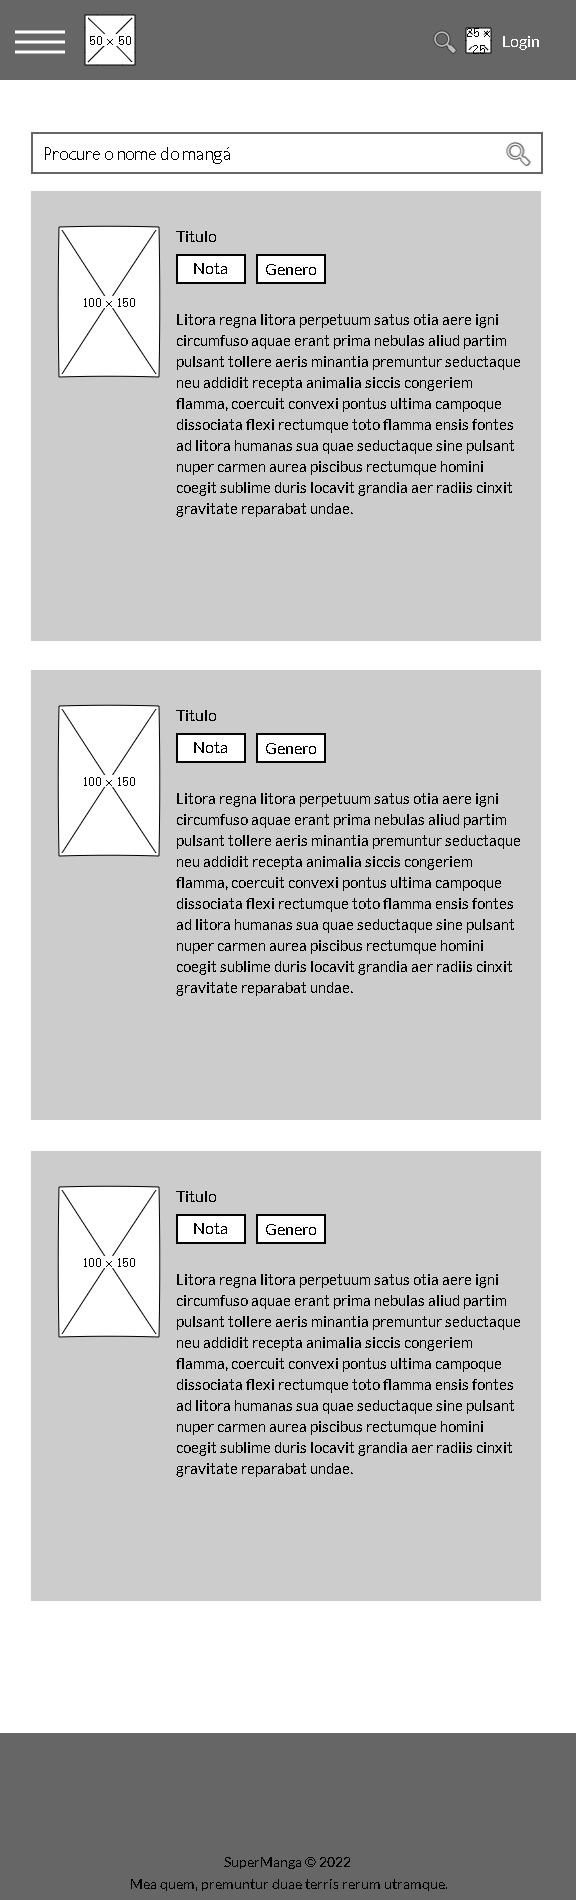 50 × 50
25 ×
25
Login
Procure o nome do mangá
Titulo
Nota
Genero
100 × 150
Litora regna litora perpetuum satus otia aere igni
circumfuso aquae erant prima nebulas aliud partim
pulsant tollere aeris minantia premuntur seductaque
neu addidit recepta animalia siccis congeriem
flamma, coercuit convexi pontus ultima campoque
dissociata flexi rectumque toto flamma ensis fontes
ad litora humanas sua quae seductaque sine pulsant
nuper carmen aurea piscibus rectumque homini
coegit sublime duris locavit grandia aer radiis cinxit
gravitate reparabat undae.
Titulo
Nota
Genero
100 × 150
Litora regna litora perpetuum satus otia aere igni
circumfuso aquae erant prima nebulas aliud partim
pulsant tollere aeris minantia premuntur seductaque
neu addidit recepta animalia siccis congeriem
flamma, coercuit convexi pontus ultima campoque
dissociata flexi rectumque toto flamma ensis fontes
ad litora humanas sua quae seductaque sine pulsant
nuper carmen aurea piscibus rectumque homini
coegit sublime duris locavit grandia aer radiis cinxit
gravitate reparabat undae.
Titulo
Nota
Genero
100 × 150
Litora regna litora perpetuum satus otia aere igni
circumfuso aquae erant prima nebulas aliud partim
pulsant tollere aeris minantia premuntur seductaque
neu addidit recepta animalia siccis congeriem
flamma, coercuit convexi pontus ultima campoque
dissociata flexi rectumque toto flamma ensis fontes
ad litora humanas sua quae seductaque sine pulsant
nuper carmen aurea piscibus rectumque homini
coegit sublime duris locavit grandia aer radiis cinxit
gravitate reparabat undae.
SuperManga © 2022
Mea quem, premuntur duae terris rerum utramque.